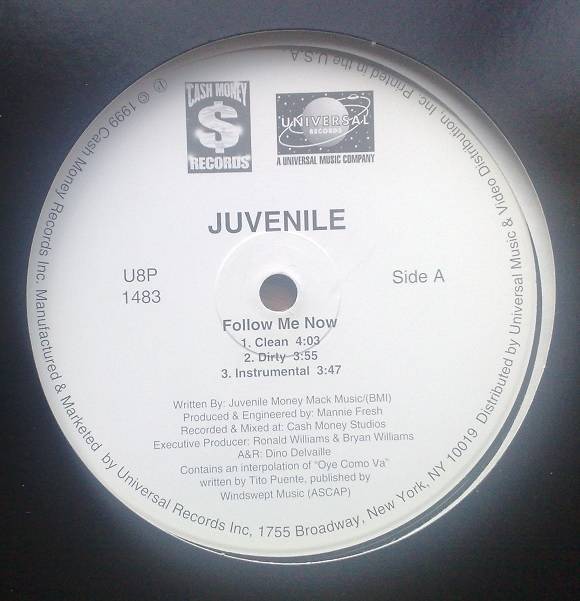 CASH MONEY
$
RECORDS
UNIVERSAL
RECORDS
A UNIVERSAL MUSIC COMPANY
JUVENILE
U8P
1483
Side A
Follow Me Now
1. Clean 4:03
2. Dirty 3:55
3. Instrumental 3:47
Written By: Juvenile Money Mack Music/(BMI)
Produced & Engineered by: Mannie Fresh
Recorded & Mixed at: Cash Money Studios
Executive Producer: Ronald Williams & Bryan Williams
A&R: Dino Delvaille
Contains an interpolation of "Oye Como Va"
written by Tito Puente, published by
Windswept Music (ASCAP)
℗ © 1999 Cash Money Records Inc. Manufactured & Marketed by Universal Records Inc, 1755 Broadway, New York, NY 10019 Distributed by Universal Music & Video Distribution, Inc. Printed in the U.S.A